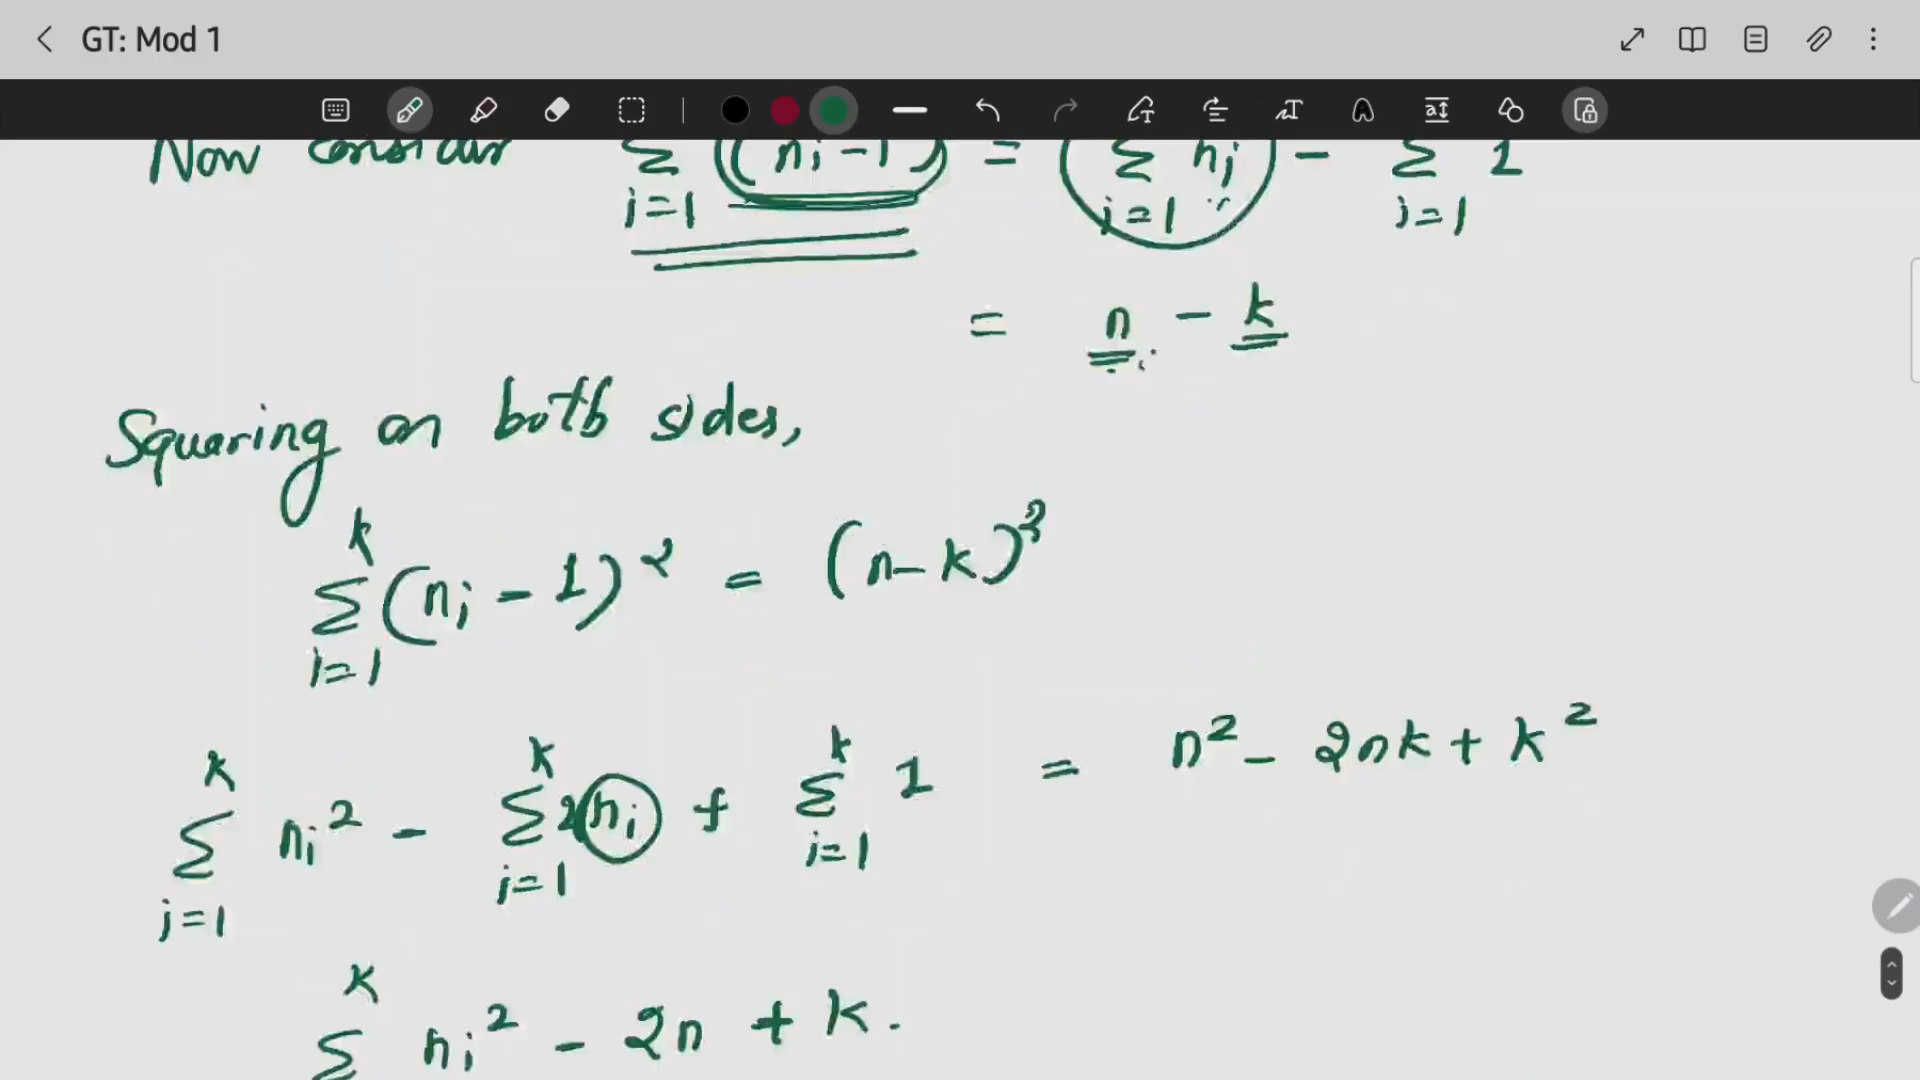 GT: Mod 1
Now consider Σ i=1 (ni - 1) = Σ i=1 ni - Σ i=1 1
= n - k
Squaring on both sides,
k Σ i=1 (ni - 1)² = (n - k)²
k Σ i=1 ni² - k Σ i=1 2ni + k Σ i=1 1 = n² - 2nk + k²
k Σ ni² - 2n + k.